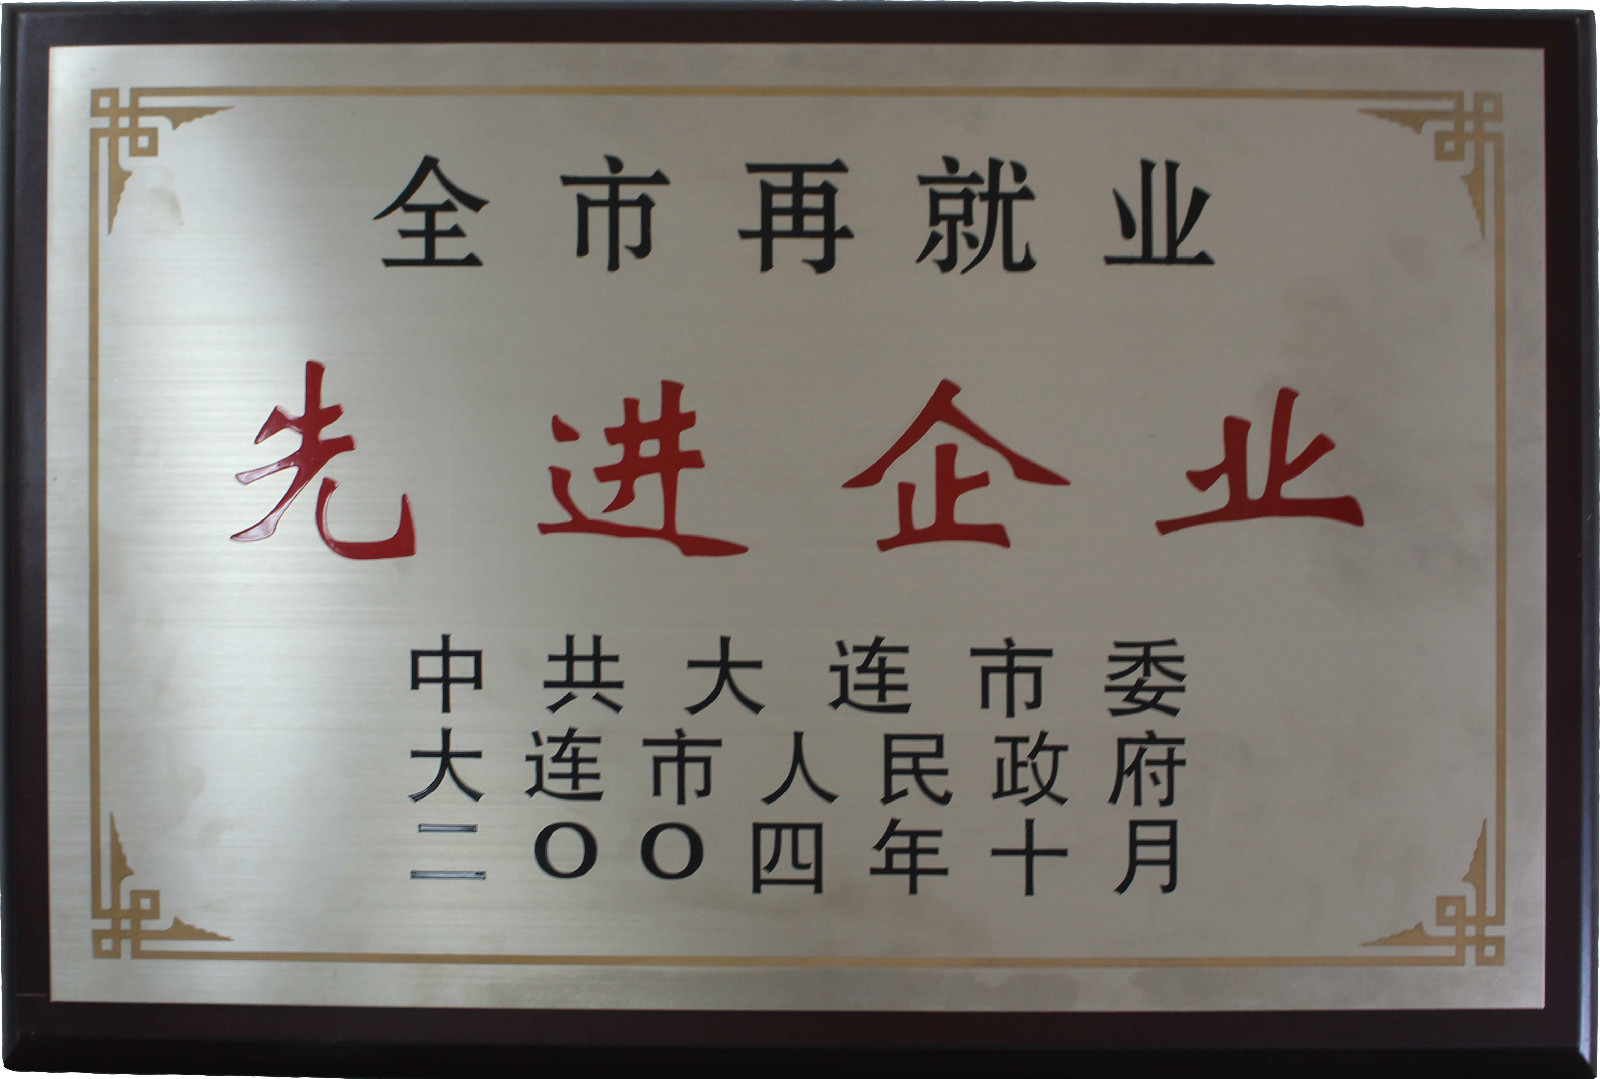 全市再就业
先进企业
中共大连市委
大连市人民政府
二〇〇四年十月